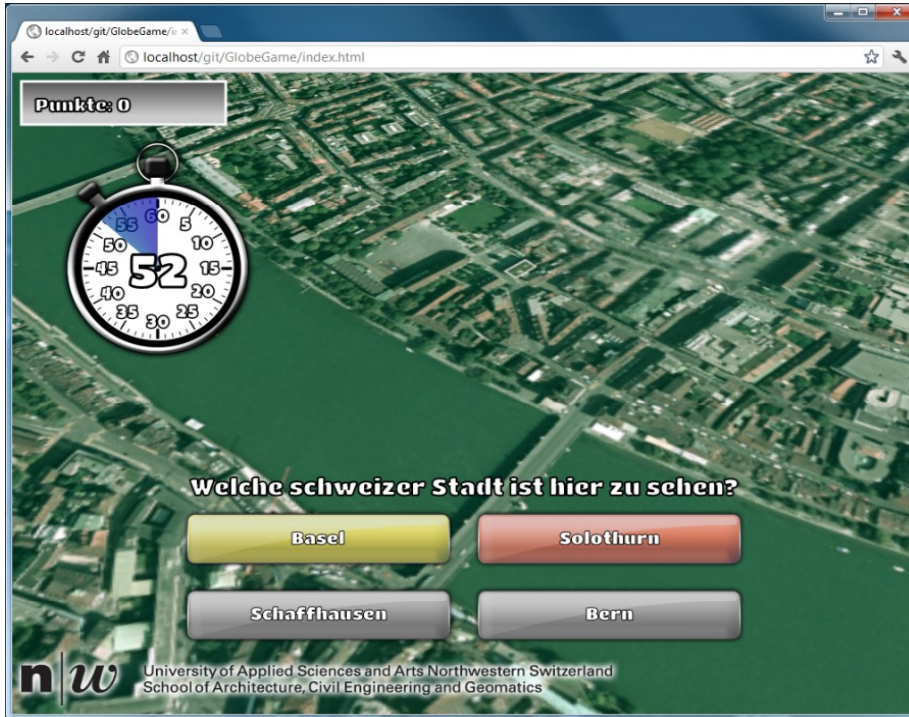 localhost/git/GlobeGame/in
localhost/git/GlobeGame/index.html
Punkte: 0
60
5
10
15
20
25
30
35
40
45
50
55
52
Welche schweizer Stadt ist hier zu sehen?
Basel
Solothurn
Schaffhausen
Bern
n|w
University of Applied Sciences and Arts Northwestern Switzerland
School of Architecture, Civil Engineering and Geomatics